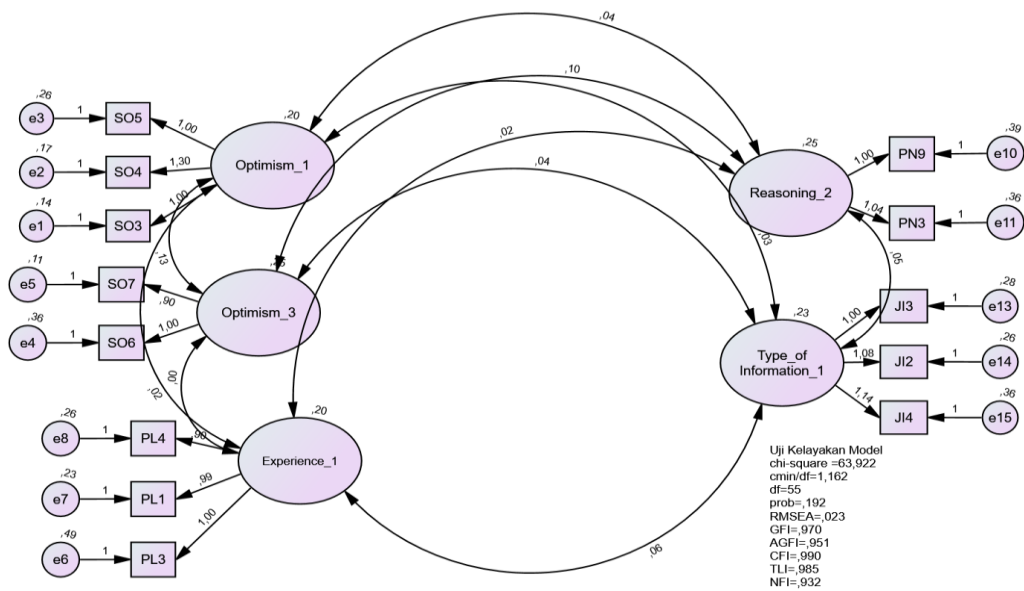 ,04
,10
,02
,04
,03
,26
e3
1
SO5
1,00
,20
Optimism_1
,17
e2
1
SO4
1,30
,14
e1
1
SO3
1,00
,13
,11
e5
1
SO7
,90
Optimism_3
,36
e4
1
SO6
1,00
,00
,02
,26
e8
1
PL4
,90
,20
Experience_1
,23
e7
1
PL1
,99
,49
e6
1
PL3
1,00
,25
Reasoning_2
1,00
PN9
1
,39
e10
1,04
PN3
1
,36
e11
,05
,23
Type_of
Information_1
1,00
JI3
1
,28
e13
1,08
JI2
1
,26
e14
1,14
JI4
1
,36
e15
,06
Uji Kelayakan Model
chi-square =63,922
cmin/df=1,162
df=55
prob=,192
RMSEA=,023
GFI=,970
AGFI=,951
CFI=,990
TLI=,985
NFI=,932